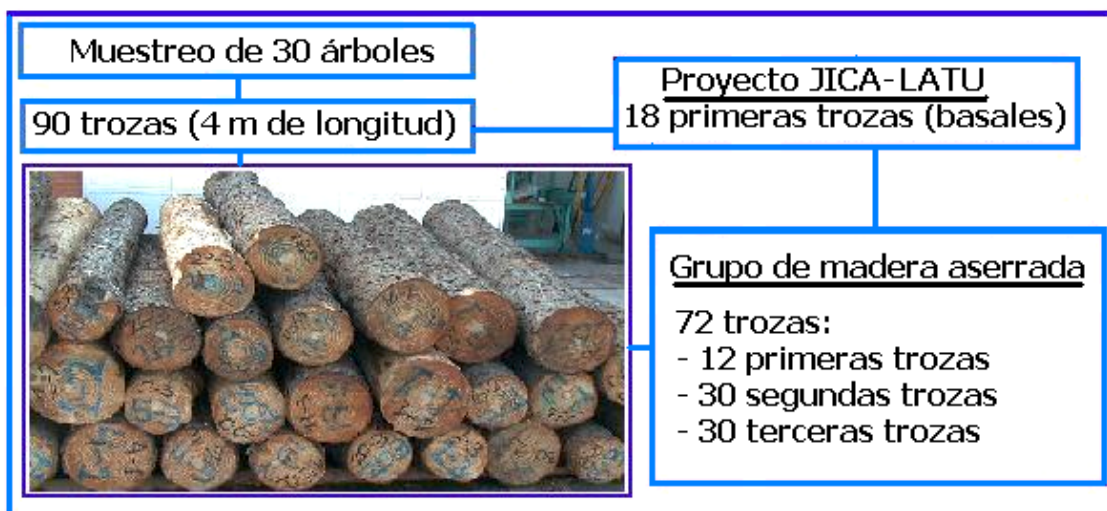 Muestreo de 30 árboles
90 trozas (4 m de longitud)
Proyecto JICA-LATU
18 primeras trozas (basales)
Grupo de madera aserrada
72 trozas:
- 12 primeras trozas
- 30 segundas trozas
- 30 terceras trozas